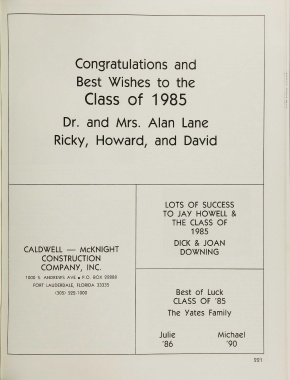 Congratulations and
Best Wishes to the
Class of 1985
Dr. and Mrs. Alan Lane
Ricky, Howard, and David
CALDWELL — McKNIGHT
CONSTRUCTION
COMPANY, INC.
FORT LAUDERDALE, FLORIDA 33335
LOTS OF SUCCESS
TO JAY HOWELL &
THE CLASS OF
1985
DICK & JOAN
DOWNING
Best of Luck
CLASS OF '85
The Yates Family
Julie Michael
'86 '90
221